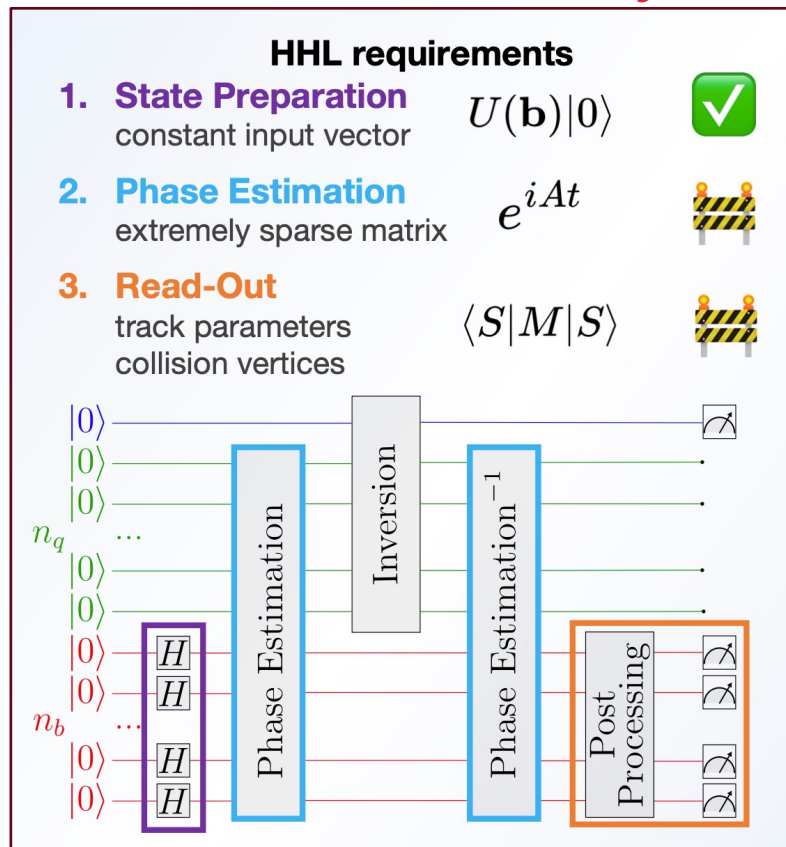 HHL requirements
1. State Preparation
constant input vector
U(b)|0⟩
2. Phase Estimation
extremely sparse matrix
e^{iAt}
3. Read-Out
track parameters
collision vertices
⟨S|M|S⟩
|0⟩
|0⟩
|0⟩
n_q ...
|0⟩
|0⟩
|0⟩ H
|0⟩ H
n_b ...
|0⟩ H
|0⟩ H
Phase Estimation
Inversion
Phase Estimation⁻¹
Post
Processing